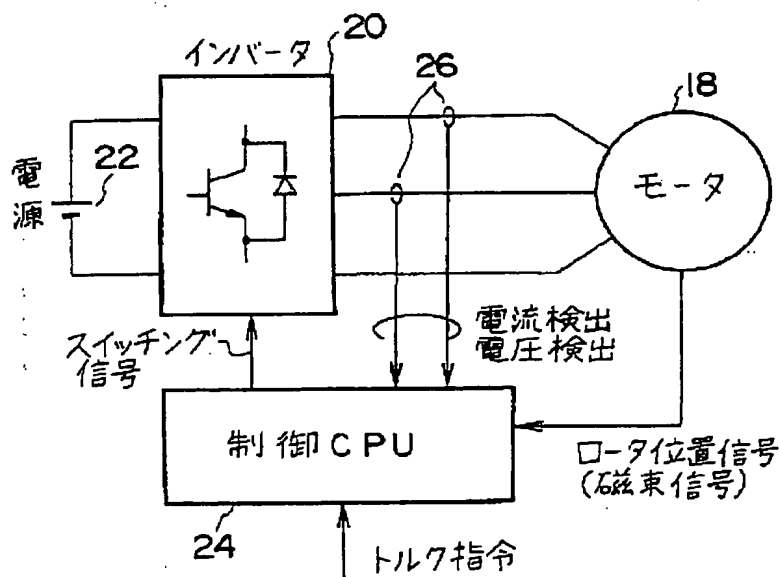 20
インバータ
26
18
22
電源
モータ
スイッチング
信号
電流検出
電圧検出
制御CPU
ロータ位置信号
(磁束信号)
24
トルク指令